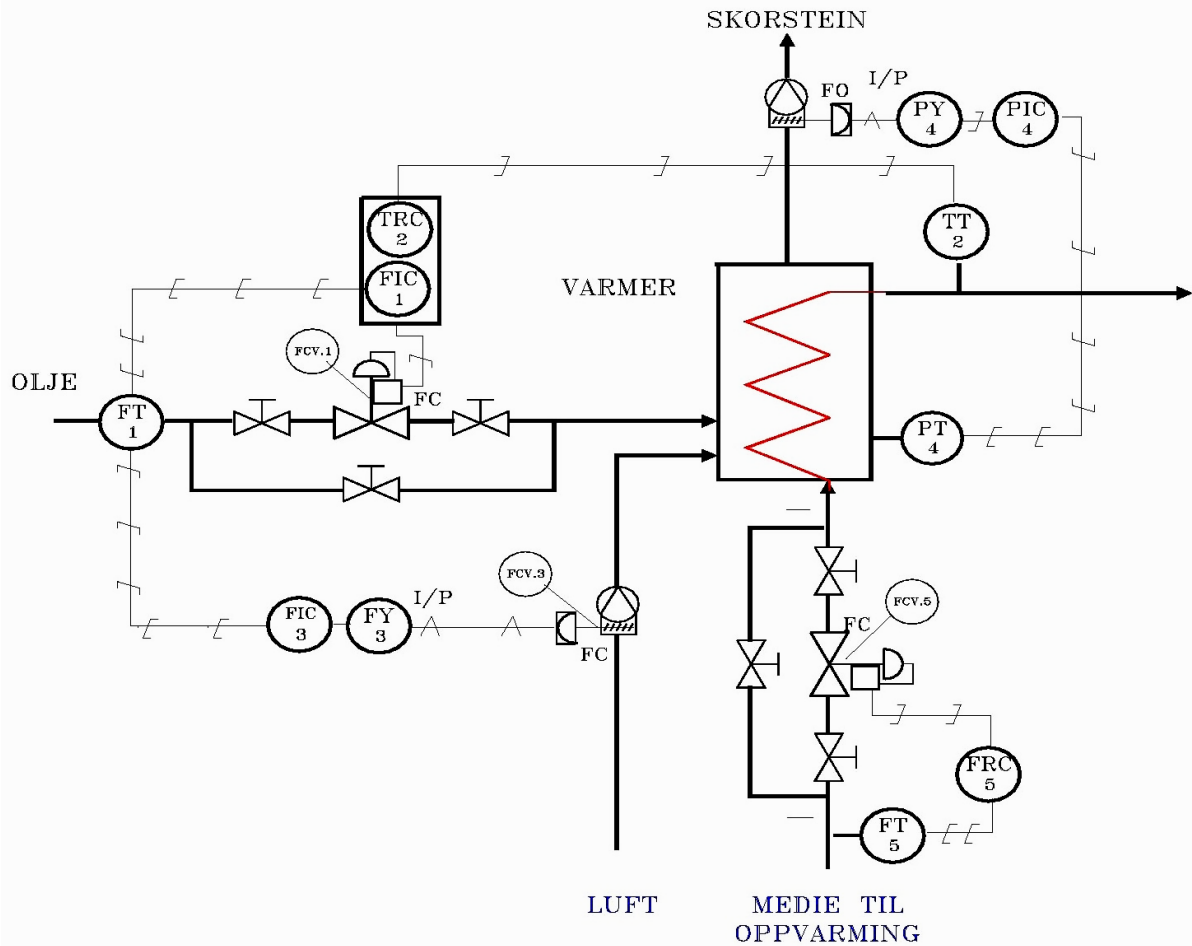 SKORSTEIN
I/P
FO
PY
4
PIC
4
TRC
2
TT
2
FIC
1
VARMER
FCV.1
OLJE
FC
FT
1
PT
4
FCV.3
I/P
FCV.5
FIC
3
FY
3
FC
FC
FRC
5
FT
5
LUFT
MEDIE TIL
OPPVARMING